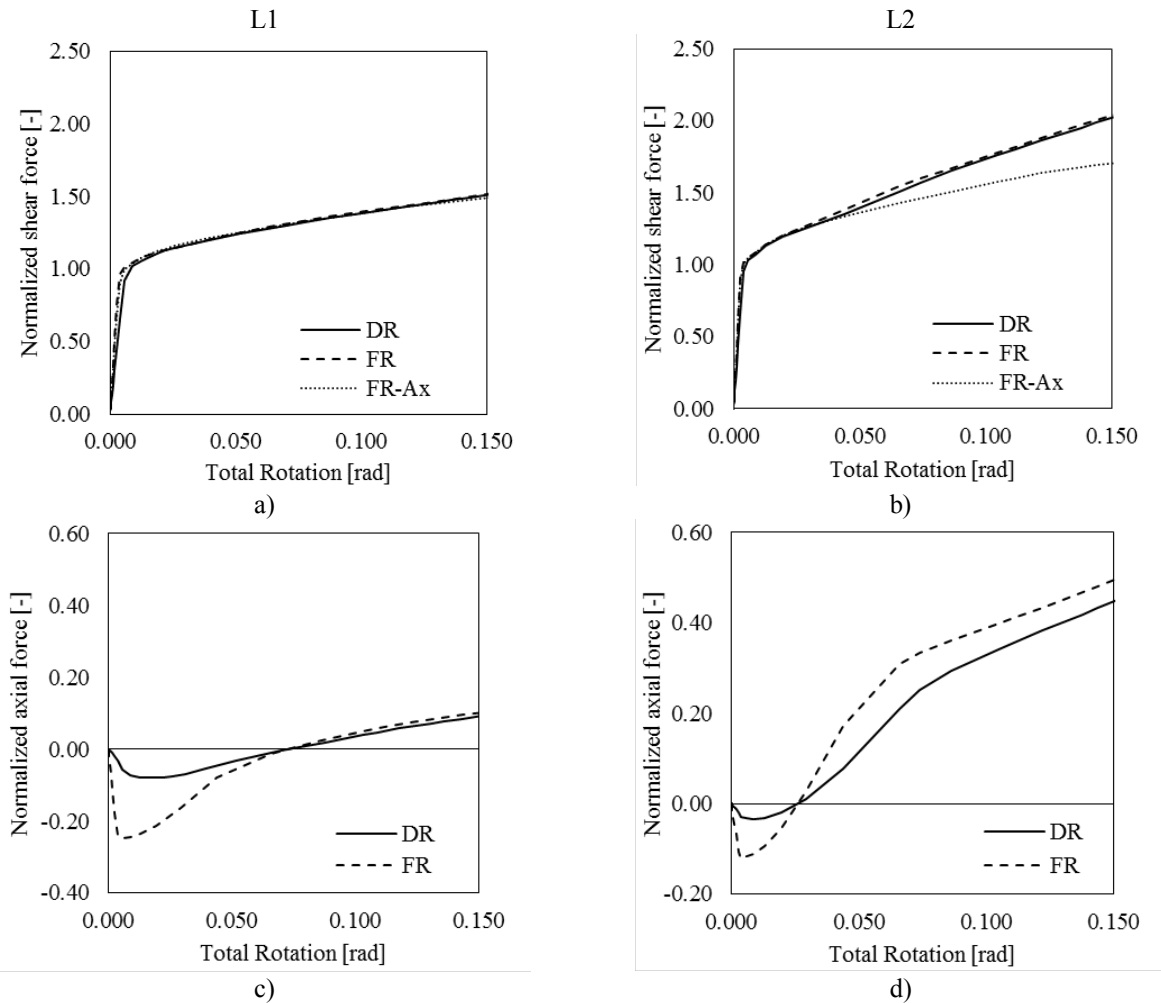 L1
2.50
2.00
1.50
1.00
0.50
0.00
Normalized shear force [-]
DR
FR
FR-Ax
0.000 0.050 0.100 0.150
Total Rotation [rad]
a)
L2
2.50
2.00
1.50
1.00
0.50
0.00
Normalized shear force [-]
DR
FR
FR-Ax
0.000 0.050 0.100 0.150
Total Rotation [rad]
b)
0.60
0.40
0.20
0.00
-0.20
-0.40
Normalized axial force [-]
DR
FR
0.000 0.050 0.100 0.150
Total Rotation [rad]
c)
0.60
0.40
0.20
0.00
-0.20
Normalized axial force [-]
DR
FR
0.000 0.050 0.100 0.150
Total Rotation [rad]
d)